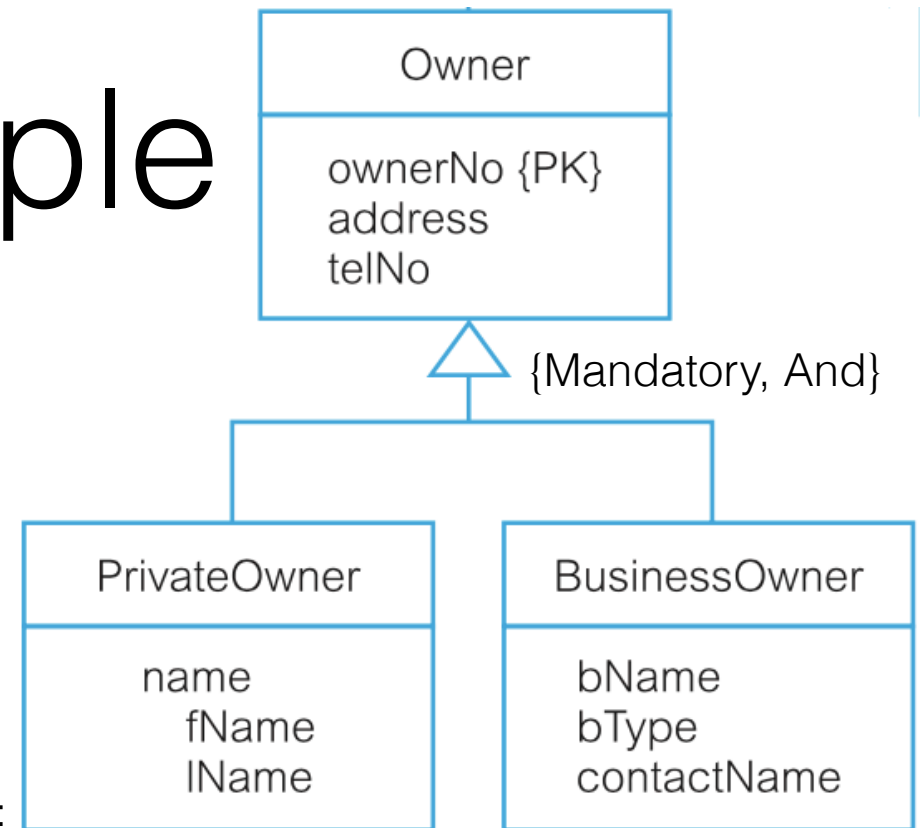 ple
Owner
ownerNo {PK}
address
telNo
{Mandatory, And}
PrivateOwner
name
fName
lName
BusinessOwner
bName
bType
contactName
: